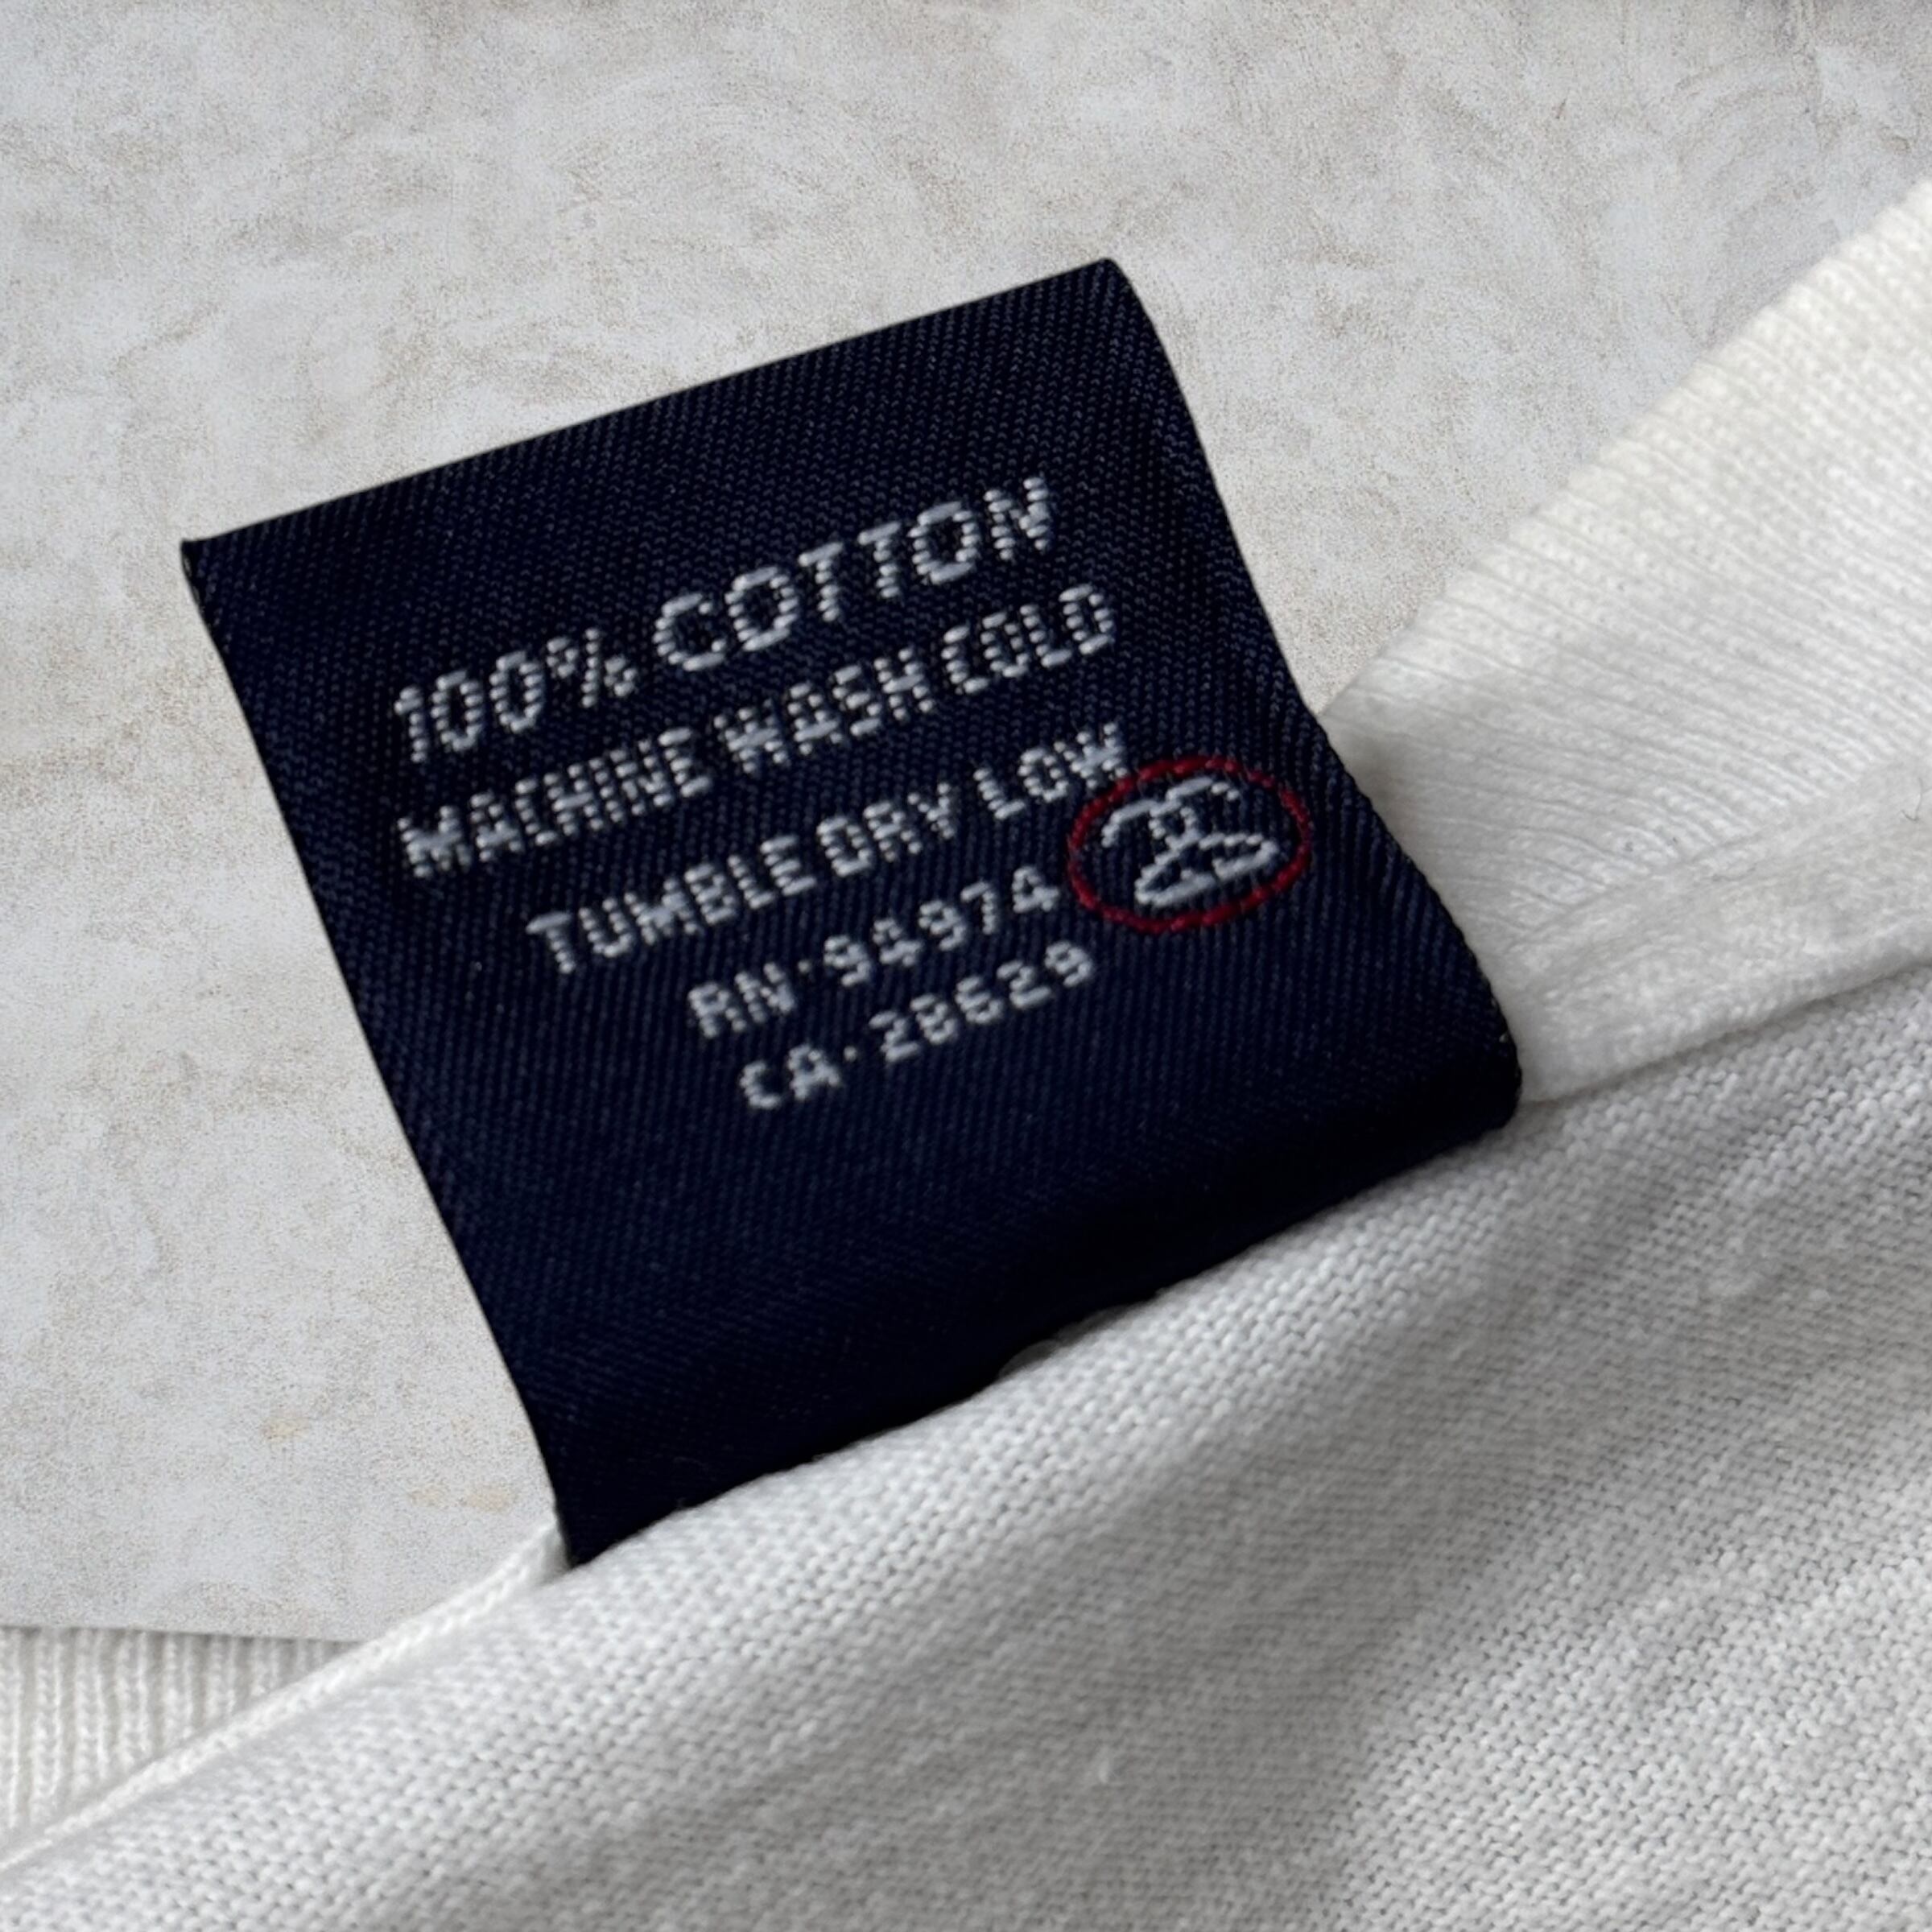 100% COTTON
MACHINE WASH COLD
TUMBLE DRY LOW
RN·94974
CA·28629